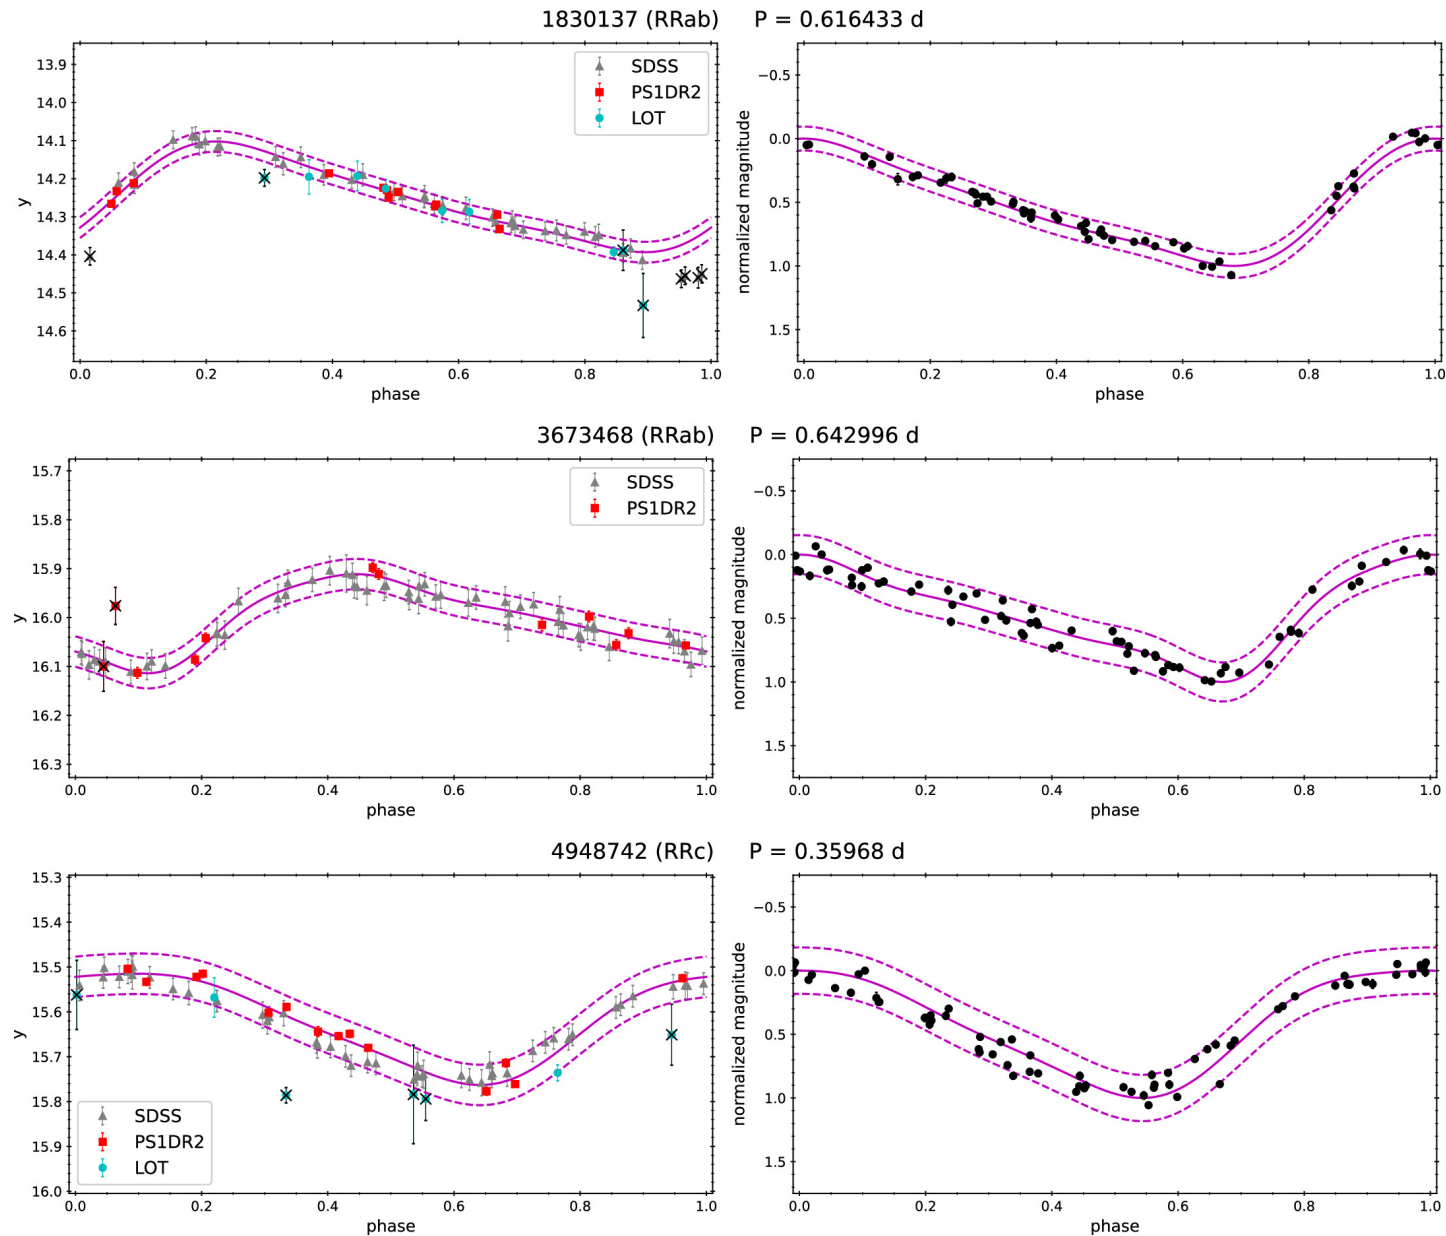 1830137 (RRab) P = 0.616433 d
13.9
14.0
14.1
14.2
14.3
14.4
14.5
14.6
y
SDSS
PS1DR2
LOT
0.0 0.2 0.4 0.6 0.8 1.0
phase
−0.5
0.0
0.5
1.0
1.5
normalized magnitude
0.0 0.2 0.4 0.6 0.8 1.0
phase
3673468 (RRab) P = 0.642996 d
15.7
15.8
15.9
16.0
16.1
16.2
16.3
y
SDSS
PS1DR2
0.0 0.2 0.4 0.6 0.8 1.0
phase
−0.5
0.0
0.5
1.0
1.5
normalized magnitude
0.0 0.2 0.4 0.6 0.8 1.0
phase
4948742 (RRc) P = 0.35968 d
15.3
15.4
15.5
15.6
15.7
15.8
15.9
16.0
y
SDSS
PS1DR2
LOT
0.0 0.2 0.4 0.6 0.8 1.0
phase
−0.5
0.0
0.5
1.0
1.5
normalized magnitude
0.0 0.2 0.4 0.6 0.8 1.0
phase